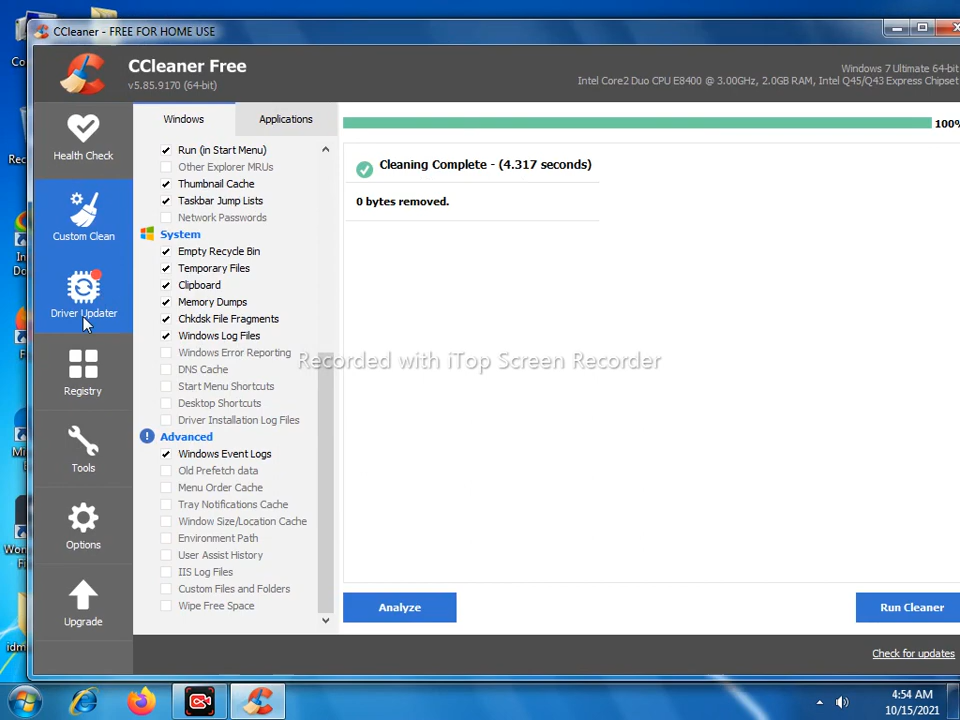 CCleaner - FREE FOR HOME USE
CCleaner Free
v5.85.9170 (64-bit)
Windows 7 Ultimate 64-bit
Intel Core2 Duo CPU E8400 @ 3.00GHz, 2.0GB RAM, Intel Q45/Q43 Express Chipset
Health Check
Custom Clean
Driver Updater
Registry
Tools
Options
Upgrade
Windows
Applications
Run (in Start Menu)
Other Explorer MRUs
Thumbnail Cache
Taskbar Jump Lists
Network Passwords
System
Empty Recycle Bin
Temporary Files
Clipboard
Memory Dumps
Chkdsk File Fragments
Windows Log Files
Windows Error Reporting
DNS Cache
Start Menu Shortcuts
Desktop Shortcuts
Driver Installation Log Files
Advanced
Windows Event Logs
Old Prefetch data
Menu Order Cache
Tray Notifications Cache
Window Size/Location Cache
Environment Path
User Assist History
IIS Log Files
Custom Files and Folders
Wipe Free Space
100%
Cleaning Complete - (4.317 seconds)
0 bytes removed.
Recorded with iTop Screen Recorder
Analyze
Run Cleaner
Check for updates
4:54 AM
10/15/2021